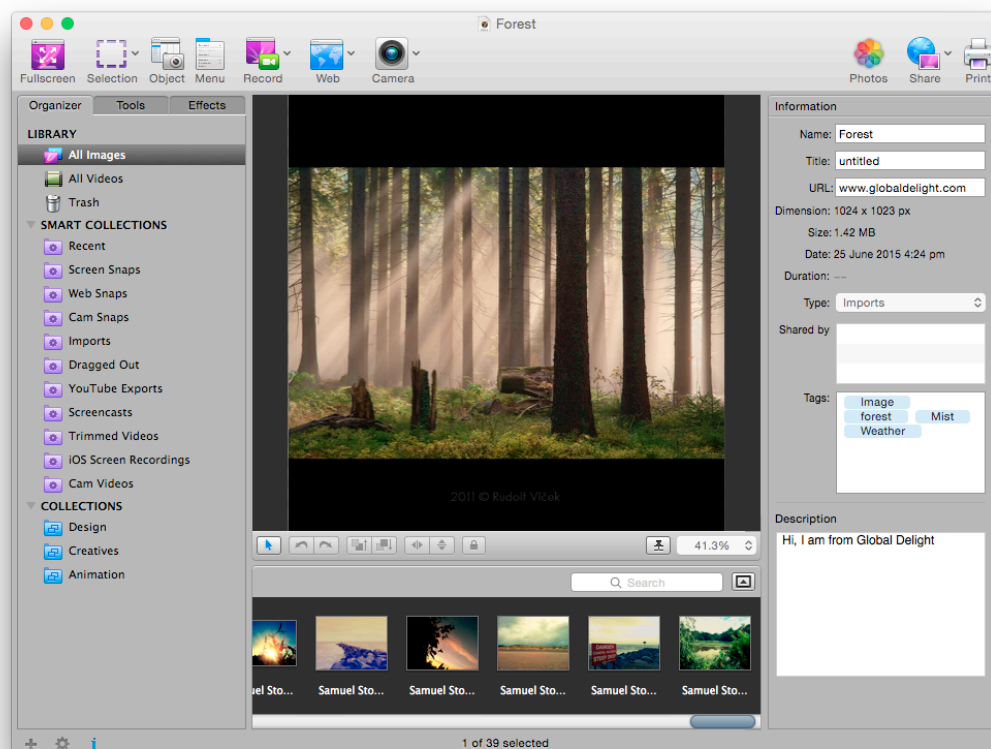 Forest
Fullscreen Selection Object Menu Record Web Camera Photos Share Print
Organizer Tools Effects
LIBRARY
All Images
All Videos
Trash
SMART COLLECTIONS
Recent
Screen Snaps
Web Snaps
Cam Snaps
Imports
Dragged Out
YouTube Exports
Screencasts
Trimmed Videos
iOS Screen Recordings
Cam Videos
COLLECTIONS
Design
Creatives
Animation
2011 © Rudolf Vlček
41.3%
Search
DANGER
uel Sto... Samuel Sto... Samuel Sto... Samuel Sto... Samuel Sto... Samuel Sto...
1 of 39 selected
Information
Name: Forest
Title: untitled
URL: www.globaldelight.com
Dimension: 1024 x 1023 px
Size: 1.42 MB
Date: 25 June 2015 4:24 pm
Duration: --
Type: Imports
Shared by
Tags: Image
forest Mist
Weather
Description
Hi, I am from Global Delight